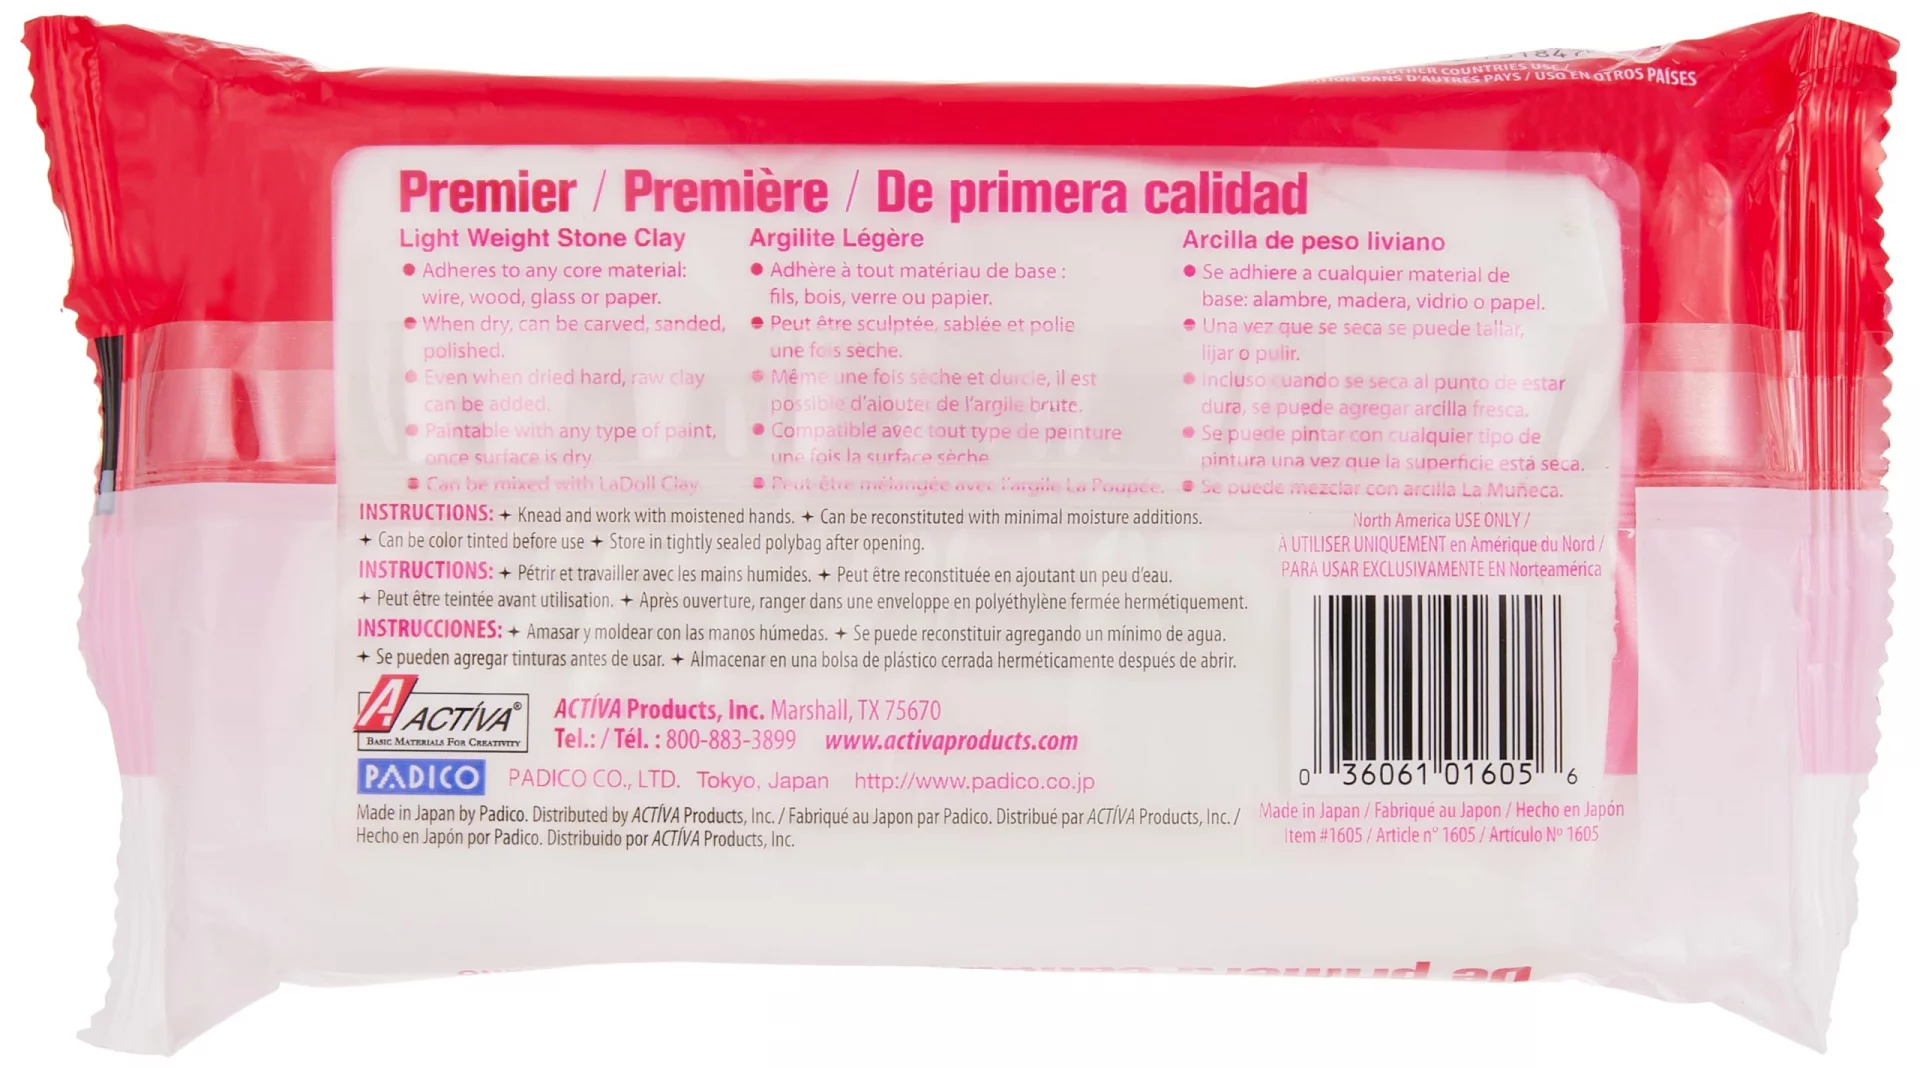 OTHER COUNTRIES USE /
DANS D'AUTRES PAYS / USO EN OTROS PAÍSES
Premier / Première / De primera calidad
Light Weight Stone Clay
● Adheres to any core material:
wire, wood, glass or paper.
● When dry, can be carved, sanded,
polished.
● Even when dried hard, raw clay
can be added.
● Paintable with any type of paint,
once surface is dry
● Can be mixed with LaDoll Clay
Argilite Légère
● Adhère à tout matériau de base :
fils, bois, verre ou papier.
● Peut être sculptée, sablée et polie
une fois sèche.
● Même une fois sèche et durcie, il est
possible d'ajouter de l'argile brute.
● Compatible avec tout type de peinture
une fois la surface sèche
● Peut être mélangée avec l'argile La Poupée.
Arcilla de peso liviano
● Se adhiere a cualquier material de
base: alambre, madera, vidrio o papel.
● Una vez que se seca se puede tallar,
lijar o pulir.
● Incluso cuando se seca al punto de estar
dura, se puede agregar arcilla fresca.
● Se puede pintar con cualquier tipo de
pintura una vez que la superficie está seca.
● Se puede mezclar con arcilla La Muñeca.
INSTRUCTIONS: ✦ Knead and work with moistened hands. ✦ Can be reconstituted with minimal moisture additions.
✦ Can be color tinted before use ✦ Store in tightly sealed polybag after opening.
INSTRUCTIONS: ✦ Pétrir et travailler avec les mains humides. ✦ Peut être reconstituée en ajoutant un peu d'eau.
✦ Peut être teintée avant utilisation. ✦ Après ouverture, ranger dans une enveloppe en polyéthylène fermée hermétiquement.
INSTRUCCIONES: ✦ Amasar y moldear con las manos húmedas. ✦ Se puede reconstituir agregando un mínimo de agua.
✦ Se pueden agregar tinturas antes de usar. ✦ Almacenar en una bolsa de plástico cerrada herméticamente después de abrir.
North America USE ONLY /
À UTILISER UNIQUEMENT en Amérique du Nord /
PARA USAR EXCLUSIVAMENTE EN Norteamérica
0 36061 01605 6
Made in Japan / Fabriqué au Japon / Hecho en Japón
Item #1605 / Article n° 1605 / Artículo Nº 1605
A ACTÍVA®
BASIC MATERIALS FOR CREATIVITY
ACTÍVA Products, Inc. Marshall, TX 75670
Tel.: / Tél. : 800-883-3899 www.activaproducts.com
PADICO PADICO CO., LTD. Tokyo, Japan http://www.padico.co.jp
Made in Japan by Padico. Distributed by ACTÍVA Products, Inc. / Fabriqué au Japon par Padico. Distribué par ACTÍVA Products, Inc. /
Hecho en Japón por Padico. Distribuido por ACTÍVA Products, Inc.
De primera